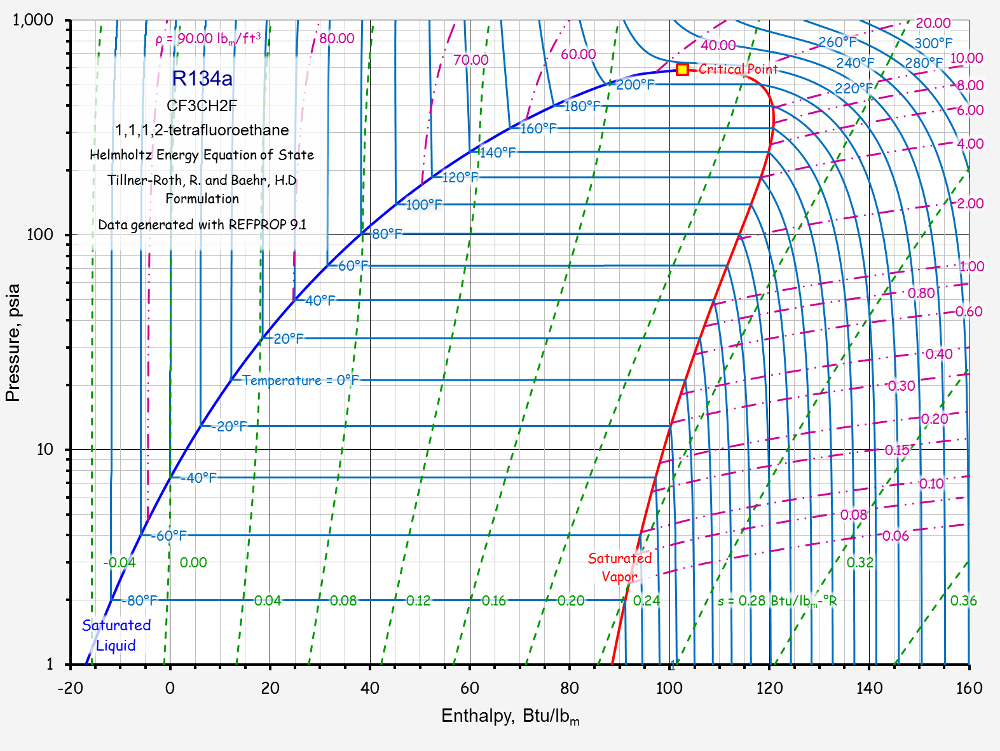 1,000
100
10
1
Pressure, psia
-20 0 20 40 60 80 100 120 140 160
Enthalpy, Btu/lbm
ρ = 90.00 lbm/ft³
80.00
70.00
60.00
40.00
20.00
10.00
8.00
6.00
4.00
2.00
1.00
0.80
0.60
0.40
0.30
0.20
0.15
0.10
0.08
0.06
R134a
CF3CH2F
1,1,1,2-tetrafluoroethane
Helmholtz Energy Equation of State
Tillner-Roth, R. and Baehr, H.D
Formulation
Data generated with REFPROP 9.1
Critical Point
260°F
300°F
240°F
280°F
220°F
200°F
180°F
160°F
140°F
120°F
100°F
80°F
60°F
40°F
20°F
Temperature = 0°F
-20°F
-40°F
-60°F
-80°F
Saturated
Vapor
Saturated
Liquid
-0.04
0.00
0.04
0.08
0.12
0.16
0.20
0.24
s = 0.28 Btu/lbm-°R
0.32
0.36
1